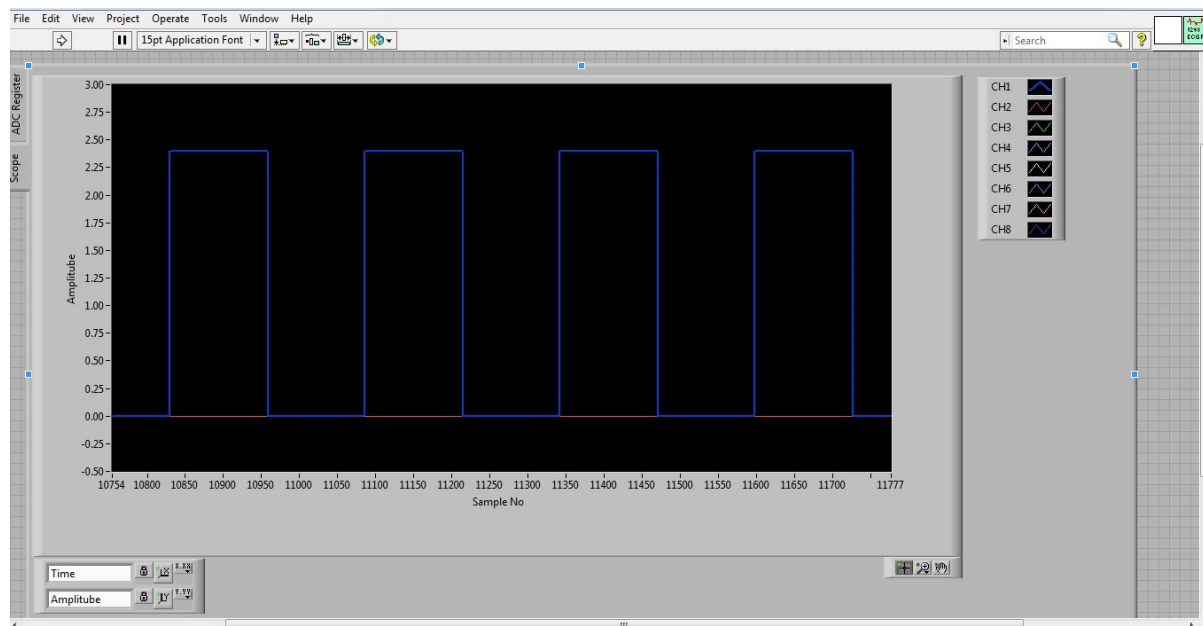 File Edit View Project Operate Tools Window Help
15pt Application Font
Search
?
1298
ADC Register
Scope
3.00
2.75
2.50
2.25
2.00
1.75
1.50
1.25
1.00
0.75
0.50
0.25
0.00
-0.25
-0.50
Amplitube
10754 10800 10850 10900 10950 11000 11050 11100 11150 11200 11250 11300 11350 11400 11450 11500 11550 11600 11650 11700 11777
Sample No
CH1
CH2
CH3
CH4
CH5
CH6
CH7
CH8
Time
X.XX
Amplitube
Y.YY